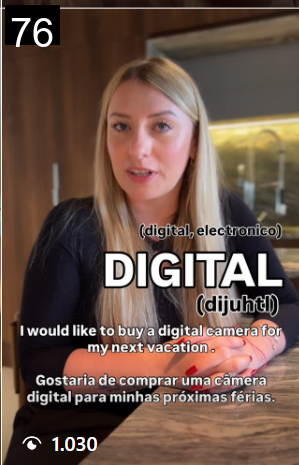 76
(digital, electronico)
DIGITAL
(dijuhtl)
I would like to buy a digital camera for
my next vacation .
Gostaria de comprar uma câmera
digital para minhas próximas férias.
1.030